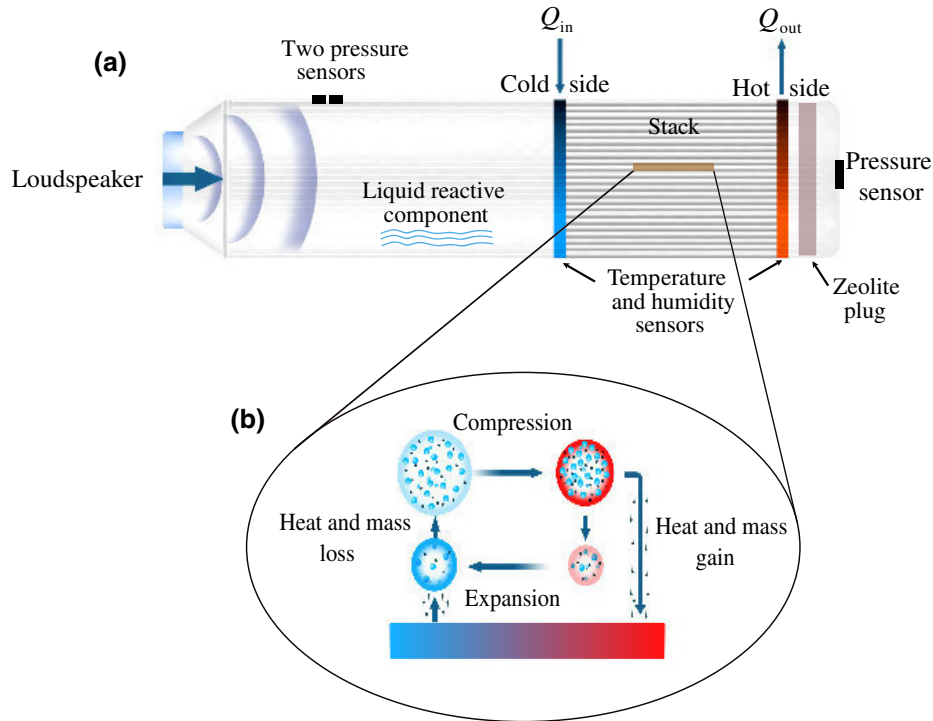 (a)
Two pressure
sensors
Q_in
Q_out
Cold side
Hot side
Stack
Loudspeaker
Pressure
sensor
Liquid reactive
component
Temperature
and humidity
sensors
Zeolite
plug
(b)
Compression
Heat and mass
loss
Heat and mass
gain
Expansion